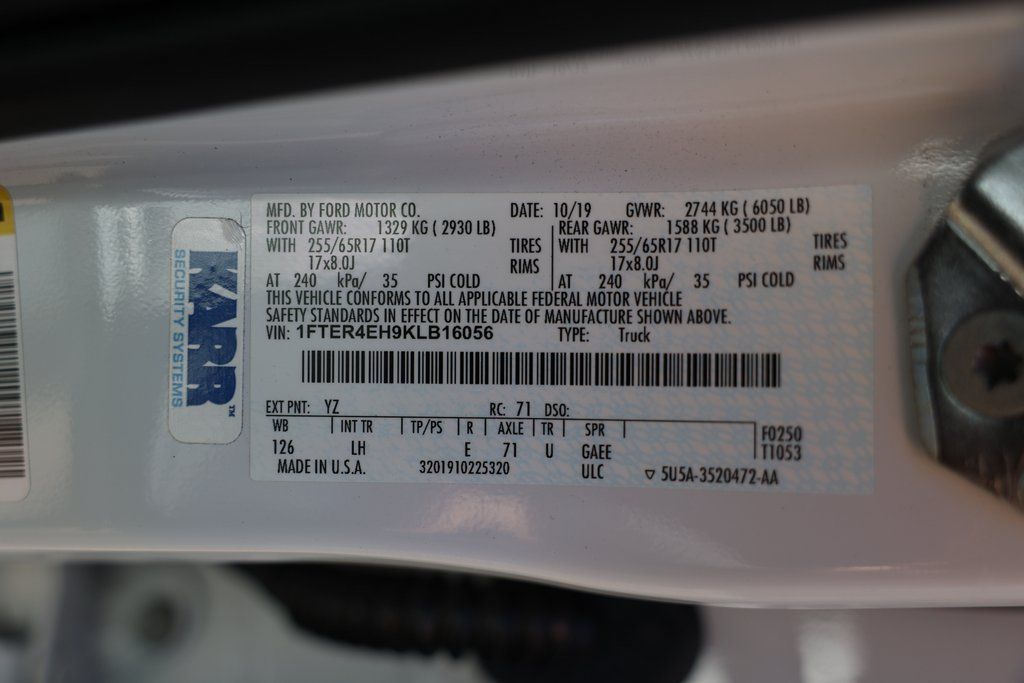 MFD. BY FORD MOTOR CO. DATE: 10/19 GVWR: 2744 KG ( 6050 LB)
FRONT GAWR: 1329 KG ( 2930 LB) REAR GAWR: 1588 KG ( 3500 LB)
WITH 255/65R17 110T TIRES WITH 255/65R17 110T TIRES
17x8.0J RIMS 17x8.0J RIMS
AT 240 kPa/ 35 PSI COLD AT 240 kPa/ 35 PSI COLD
THIS VEHICLE CONFORMS TO ALL APPLICABLE FEDERAL MOTOR VEHICLE
SAFETY STANDARDS IN EFFECT ON THE DATE OF MANUFACTURE SHOWN ABOVE.
VIN: 1FTER4EH9KLB16056 TYPE: Truck
EXT PNT: YZ RC: 71 DSO:
WB INT TR TP/PS R AXLE TR SPR F0250
126 LH E 71 U GAEE T1053
MADE IN U.S.A. 3201910225320 ULC ▽ 5U5A-3520472-AA
KARR™
SECURITY SYSTEMS